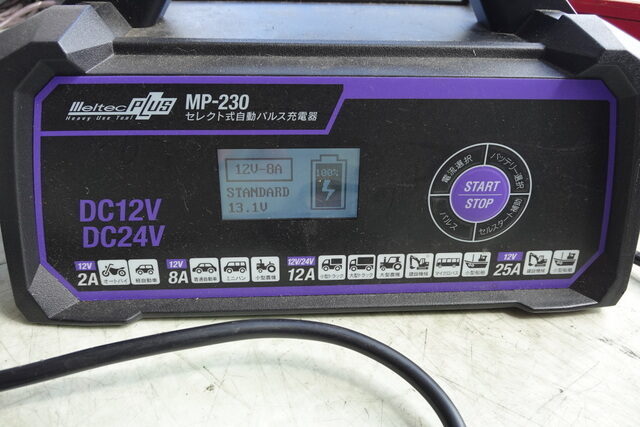 Meltec PLUS
Heavy Use Tool
MP-230
セレクト式自動パルス充電器
12V-8A
100%
STANDARD
13.1V
DC12V
DC24V
電流選択
バッテリー選択
START
STOP
パルス
セルスタート補助
12V
2A
オートバイ
軽自動車
12V
8A
普通自動車
ミニバン
小型農機
12V/24V
12A
小型トラック
大型トラック
大型農機
建設機械
マイクロバス
小型船舶
12V
25A
建設機械
小型船舶